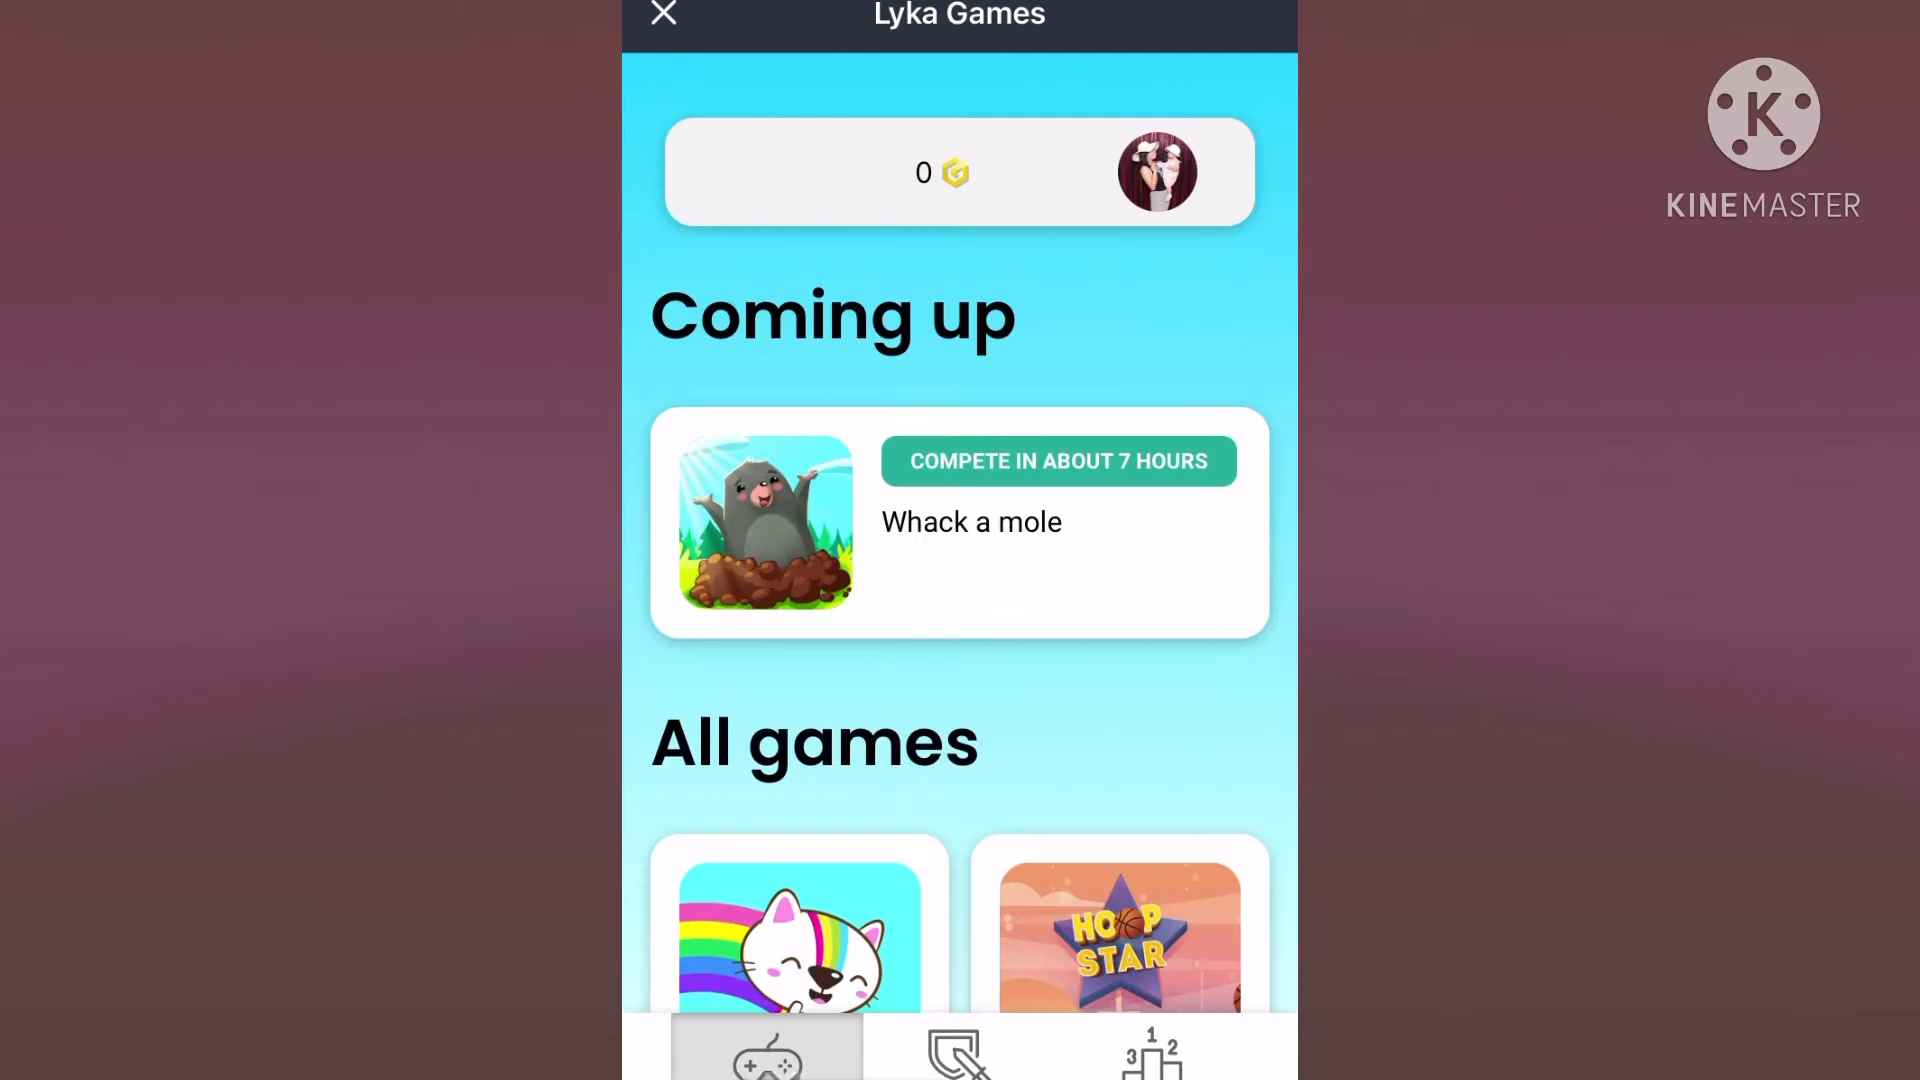 Lyka Games
K
KINEMASTER
0
Coming up
COMPETE IN ABOUT 7 HOURS
Whack a mole
All games
HOOP
STAR
1
3 2